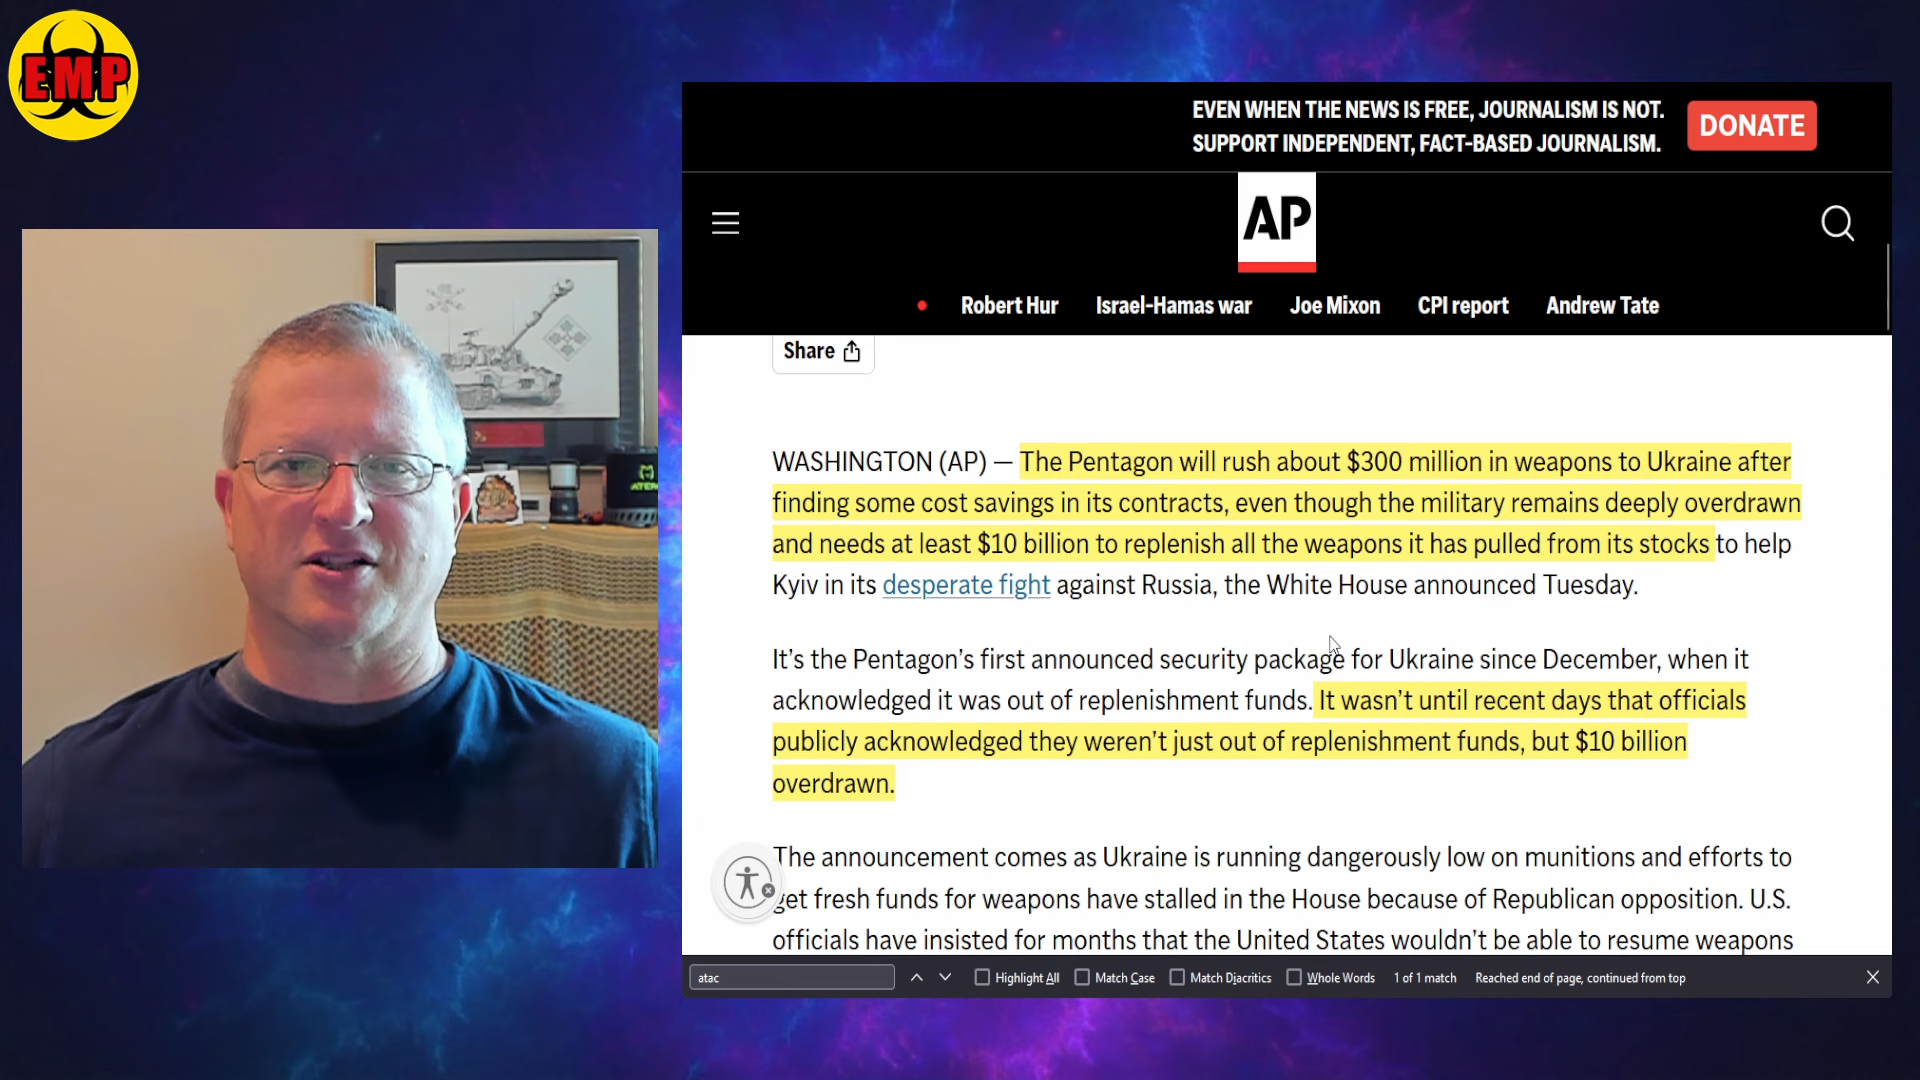 EMP
EVEN WHEN THE NEWS IS FREE, JOURNALISM IS NOT.
SUPPORT INDEPENDENT, FACT-BASED JOURNALISM.
DONATE
AP
Robert Hur Israel-Hamas war Joe Mixon CPI report Andrew Tate
Share
WASHINGTON (AP) — The Pentagon will rush about $300 million in weapons to Ukraine after
finding some cost savings in its contracts, even though the military remains deeply overdrawn
and needs at least $10 billion to replenish all the weapons it has pulled from its stocks to help
Kyiv in its desperate fight against Russia, the White House announced Tuesday.
It’s the Pentagon’s first announced security package for Ukraine since December, when it
acknowledged it was out of replenishment funds. It wasn’t until recent days that officials
publicly acknowledged they weren’t just out of replenishment funds, but $10 billion
overdrawn.
The announcement comes as Ukraine is running dangerously low on munitions and efforts to
get fresh funds for weapons have stalled in the House because of Republican opposition. U.S.
officials have insisted for months that the United States wouldn’t be able to resume weapons
atac Highlight All Match Case Match Diacritics Whole Words 1 of 1 match Reached end of page, continued from top